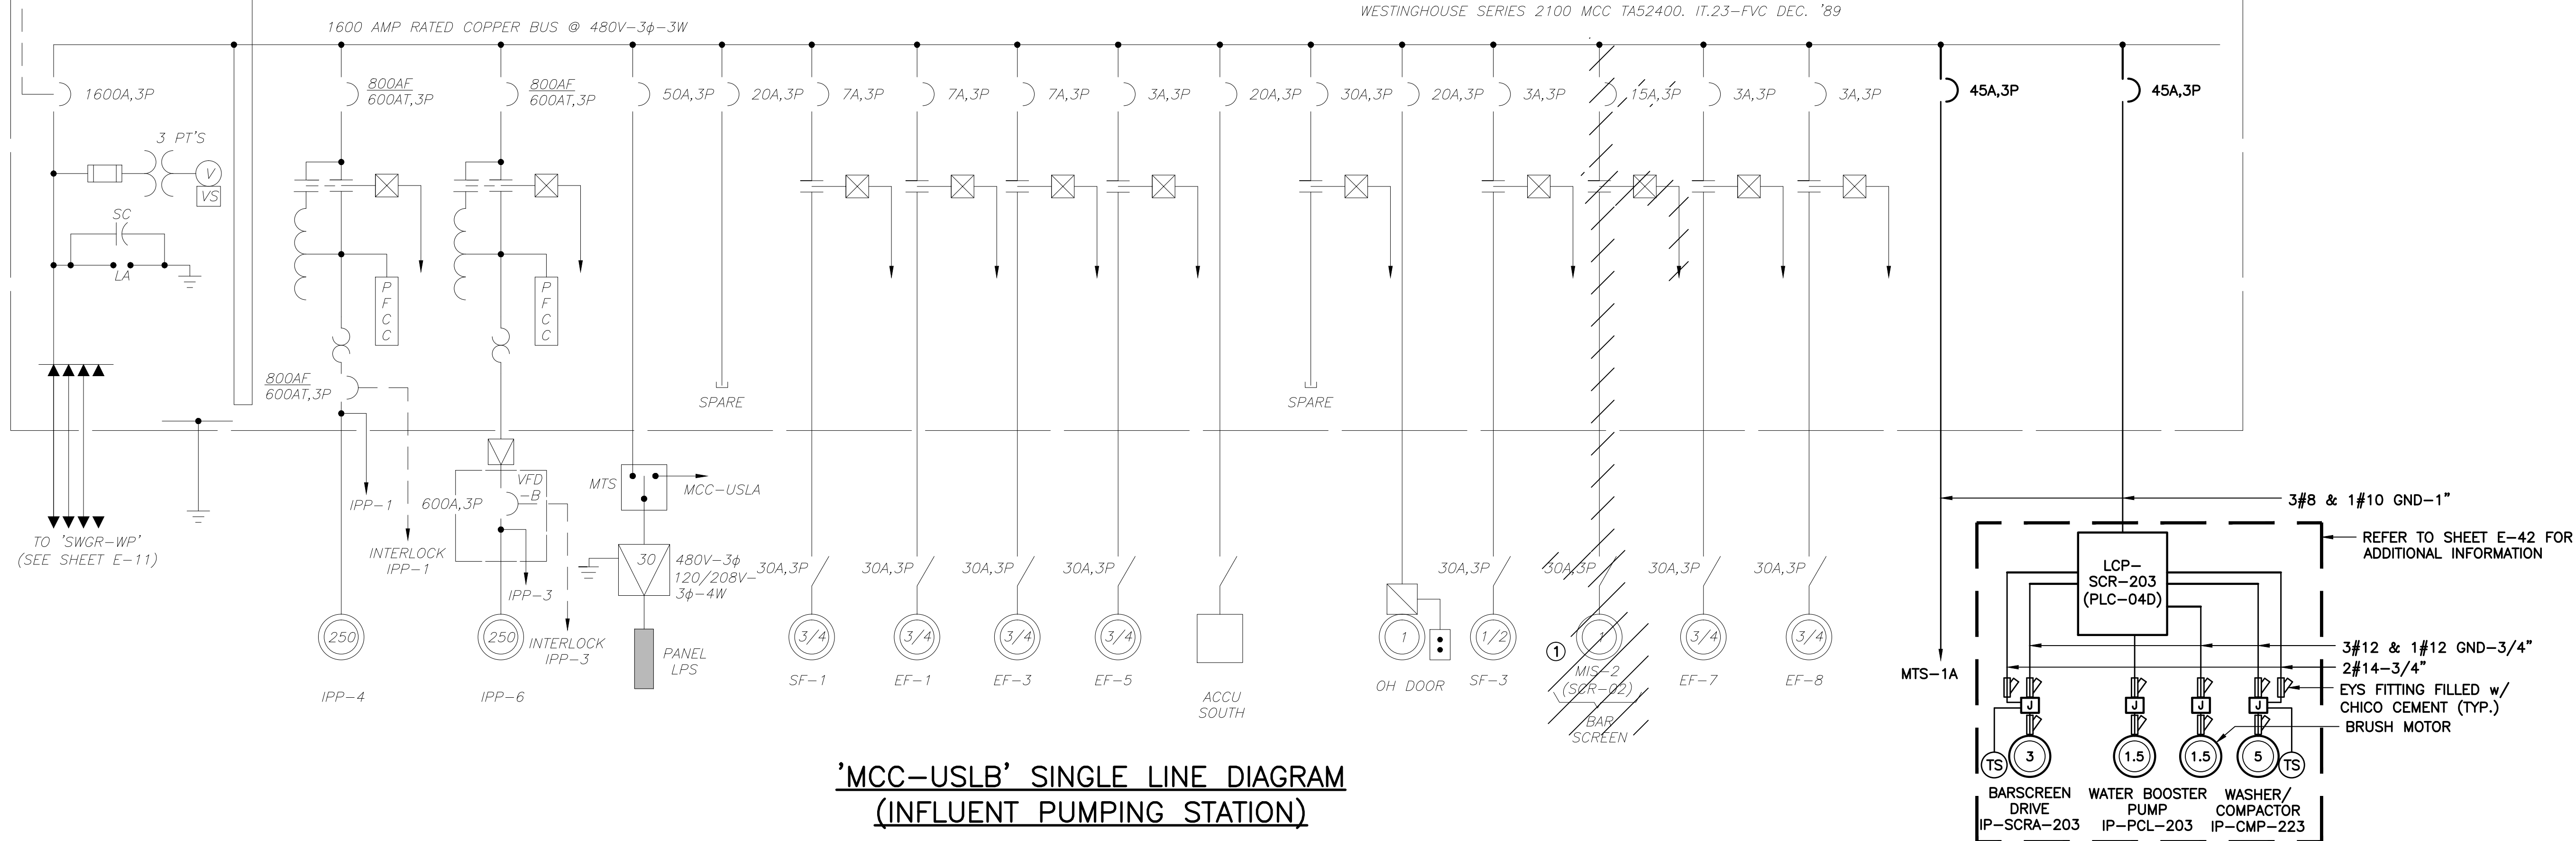 WESTINGHOUSE SERIES 2100 MCC TA52400. IT.23-FVC DEC. '89
1600 AMP RATED COPPER BUS @ 480V-3ϕ-3W
1600A,3P
800AF
600AT,3P
800AF
600AT,3P
50A,3P
20A,3P
7A,3P
7A,3P
7A,3P
3A,3P
20A,3P
30A,3P
20A,3P
3A,3P
15A,3P
3A,3P
3A,3P
45A,3P
45A,3P
3 PT'S
V
VS
SC
LA
P
F
C
C
P
F
C
C
800AF
600AT,3P
SPARE
SPARE
TO 'SWGR-WP'
(SEE SHEET E-11)
IPP-1
INTERLOCK
IPP-1
VFD
-B
600A,3P
IPP-3
INTERLOCK
IPP-3
MTS
MCC-USLA
30
480V-3ϕ
120/208V-
3ϕ-4W
PANEL
LPS
30A,3P
30A,3P
30A,3P
30A,3P
30A,3P
30A,3P
30A,3P
30A,3P
250
IPP-4
250
IPP-6
3/4
SF-1
3/4
EF-1
3/4
EF-3
3/4
EF-5
ACCU
SOUTH
1
OH DOOR
1/2
SF-3
1
1
MIS-2
(SCR-02)
BAR
SCREEN
3/4
EF-7
3/4
EF-8
MTS-1A
3#8 & 1#10 GND-1"
REFER TO SHEET E-42 FOR
ADDITIONAL INFORMATION
LCP-
SCR-203
(PLC-04D)
3#12 & 1#12 GND-3/4"
2#14-3/4"
EYS FITTING FILLED w/
CHICO CEMENT (TYP.)
BRUSH MOTOR
J
J
J
J
TS
3
1.5
1.5
5
TS
BARSCREEN
DRIVE
IP-SCRA-203
WATER BOOSTER
PUMP
IP-PCL-203
WASHER/
COMPACTOR
IP-CMP-223
'MCC-USLB' SINGLE LINE DIAGRAM
(INFLUENT PUMPING STATION)